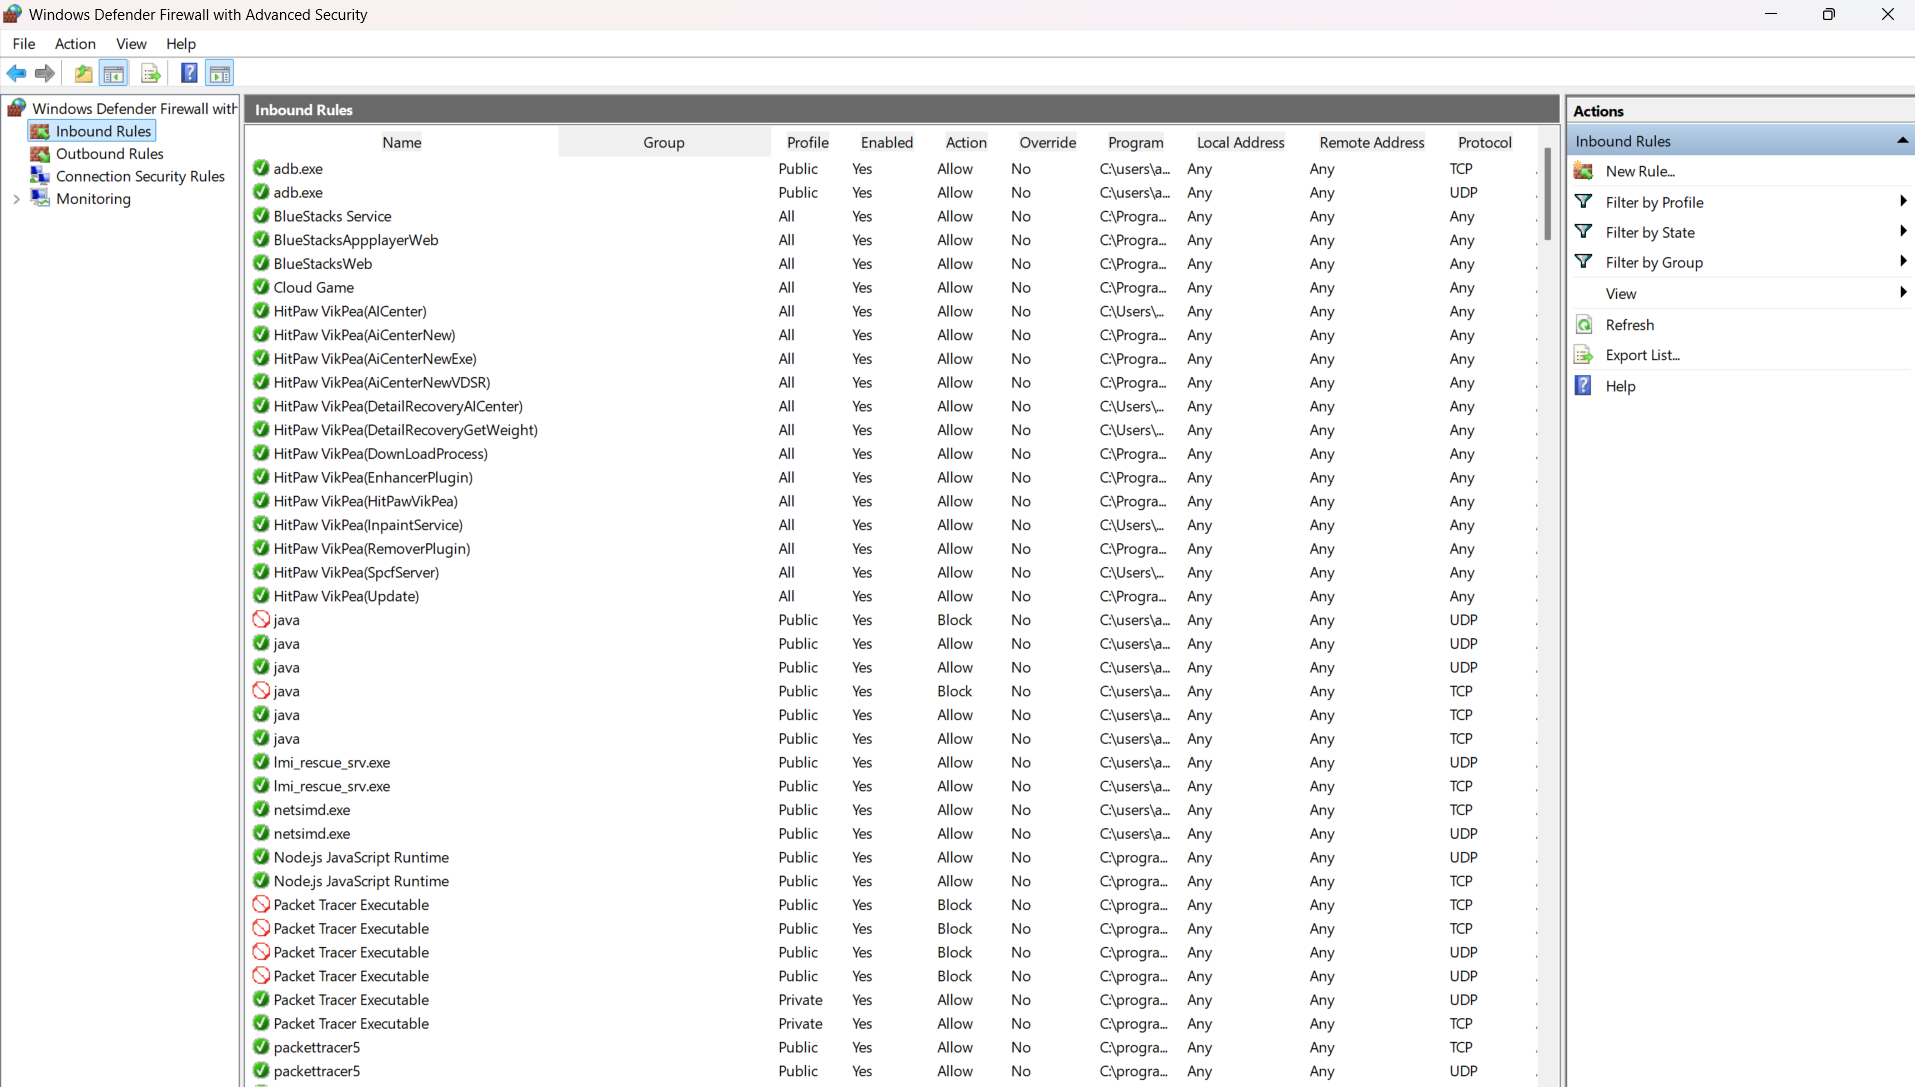 Windows Defender Firewall with Advanced Security
File Action View Help
Windows Defender Firewall with
Inbound Rules
Outbound Rules
Connection Security Rules
Monitoring
Inbound Rules
Name Group Profile Enabled Action Override Program Local Address Remote Address Protocol
adb.exe Public Yes Allow No C:\users\a... Any Any TCP
adb.exe Public Yes Allow No C:\users\a... Any Any UDP
BlueStacks Service All Yes Allow No C:\Progra... Any Any Any
BlueStacksAppplayerWeb All Yes Allow No C:\Progra... Any Any Any
BlueStacksWeb All Yes Allow No C:\Progra... Any Any Any
Cloud Game All Yes Allow No C:\Progra... Any Any Any
HitPaw VikPea(AICenter) All Yes Allow No C:\Users\... Any Any Any
HitPaw VikPea(AiCenterNew) All Yes Allow No C:\Progra... Any Any Any
HitPaw VikPea(AiCenterNewExe) All Yes Allow No C:\Progra... Any Any Any
HitPaw VikPea(AiCenterNewVDSR) All Yes Allow No C:\Progra... Any Any Any
HitPaw VikPea(DetailRecoveryAICenter) All Yes Allow No C:\Users\... Any Any Any
HitPaw VikPea(DetailRecoveryGetWeight) All Yes Allow No C:\Users\... Any Any Any
HitPaw VikPea(DownLoadProcess) All Yes Allow No C:\Progra... Any Any Any
HitPaw VikPea(EnhancerPlugin) All Yes Allow No C:\Progra... Any Any Any
HitPaw VikPea(HitPawVikPea) All Yes Allow No C:\Progra... Any Any Any
HitPaw VikPea(InpaintService) All Yes Allow No C:\Users\... Any Any Any
HitPaw VikPea(RemoverPlugin) All Yes Allow No C:\Progra... Any Any Any
HitPaw VikPea(SpcfServer) All Yes Allow No C:\Users\... Any Any Any
HitPaw VikPea(Update) All Yes Allow No C:\Progra... Any Any Any
java Public Yes Block No C:\users\a... Any Any UDP
java Public Yes Allow No C:\users\a... Any Any UDP
java Public Yes Allow No C:\users\a... Any Any UDP
java Public Yes Block No C:\users\a... Any Any TCP
java Public Yes Allow No C:\users\a... Any Any TCP
java Public Yes Allow No C:\users\a... Any Any TCP
lmi_rescue_srv.exe Public Yes Allow No C:\users\a... Any Any UDP
lmi_rescue_srv.exe Public Yes Allow No C:\users\a... Any Any TCP
netsimd.exe Public Yes Allow No C:\users\a... Any Any TCP
netsimd.exe Public Yes Allow No C:\users\a... Any Any UDP
Node.js JavaScript Runtime Public Yes Allow No C:\progra... Any Any UDP
Node.js JavaScript Runtime Public Yes Allow No C:\progra... Any Any TCP
Packet Tracer Executable Public Yes Block No C:\progra... Any Any TCP
Packet Tracer Executable Public Yes Block No C:\progra... Any Any TCP
Packet Tracer Executable Public Yes Block No C:\progra... Any Any UDP
Packet Tracer Executable Public Yes Block No C:\progra... Any Any UDP
Packet Tracer Executable Private Yes Allow No C:\progra... Any Any UDP
Packet Tracer Executable Private Yes Allow No C:\progra... Any Any TCP
packettracer5 Public Yes Allow No C:\progra... Any Any TCP
packettracer5 Public Yes Allow No C:\progra... Any Any UDP
Actions
Inbound Rules
New Rule...
Filter by Profile
Filter by State
Filter by Group
View
Refresh
Export List...
Help